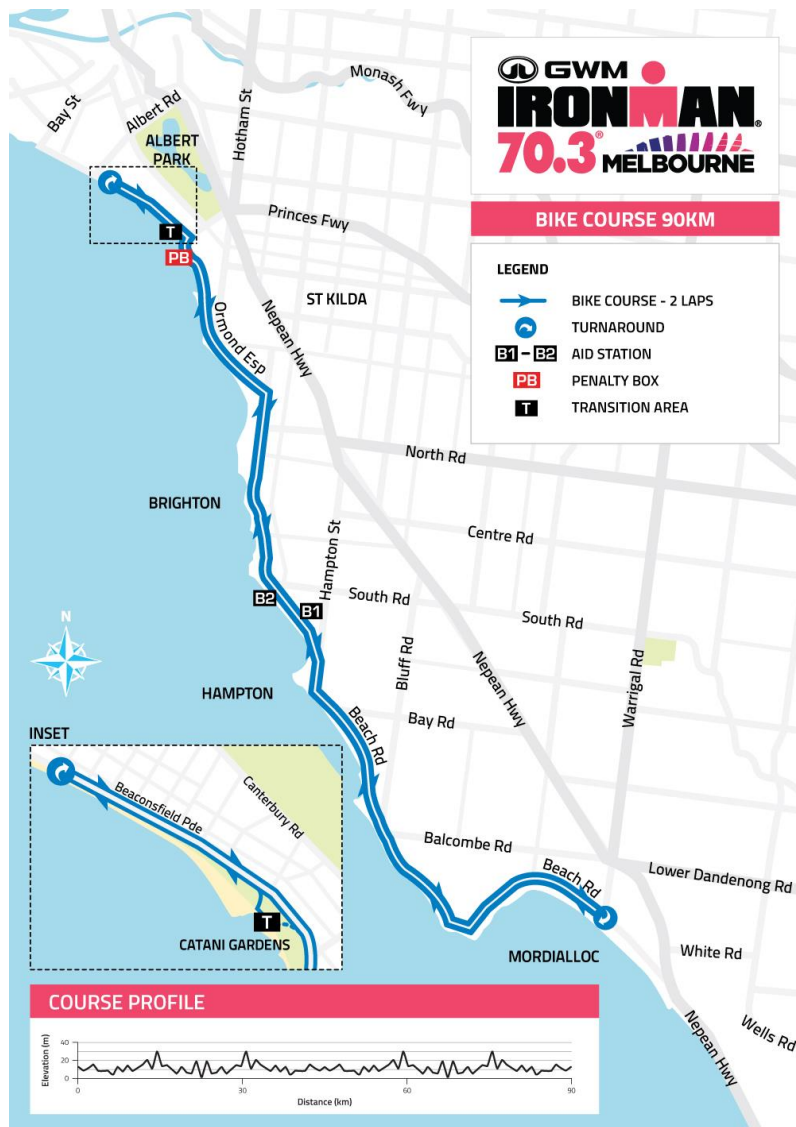 GWM
IRONMAN®
70.3® MELBOURNE
BIKE COURSE 90KM
LEGEND
BIKE COURSE - 2 LAPS
TURNAROUND
B1 - B2 AID STATION
PB PENALTY BOX
T TRANSITION AREA
Monash Fwy
Bay St
Albert Rd
Hotham St
ALBERT
PARK
Princes Fwy
T
PB
ST KILDA
Ormond Esp
Nepean Hwy
North Rd
BRIGHTON
Centre Rd
Hampton St
B2
B1
South Rd
South Rd
N
Bluff Rd
Nepean Hwy
Warrigal Rd
HAMPTON
Beach Rd
Bay Rd
Balcombe Rd
Beach Rd
Lower Dandenong Rd
MORDIALLOC
White Rd
Wells Rd
Nepean Hwy
INSET
Beaconsfield Pde
Canterbury Rd
T
CATANI GARDENS
COURSE PROFILE
Elevation (m)
40
20
0
0
30
60
90
Distance (km)